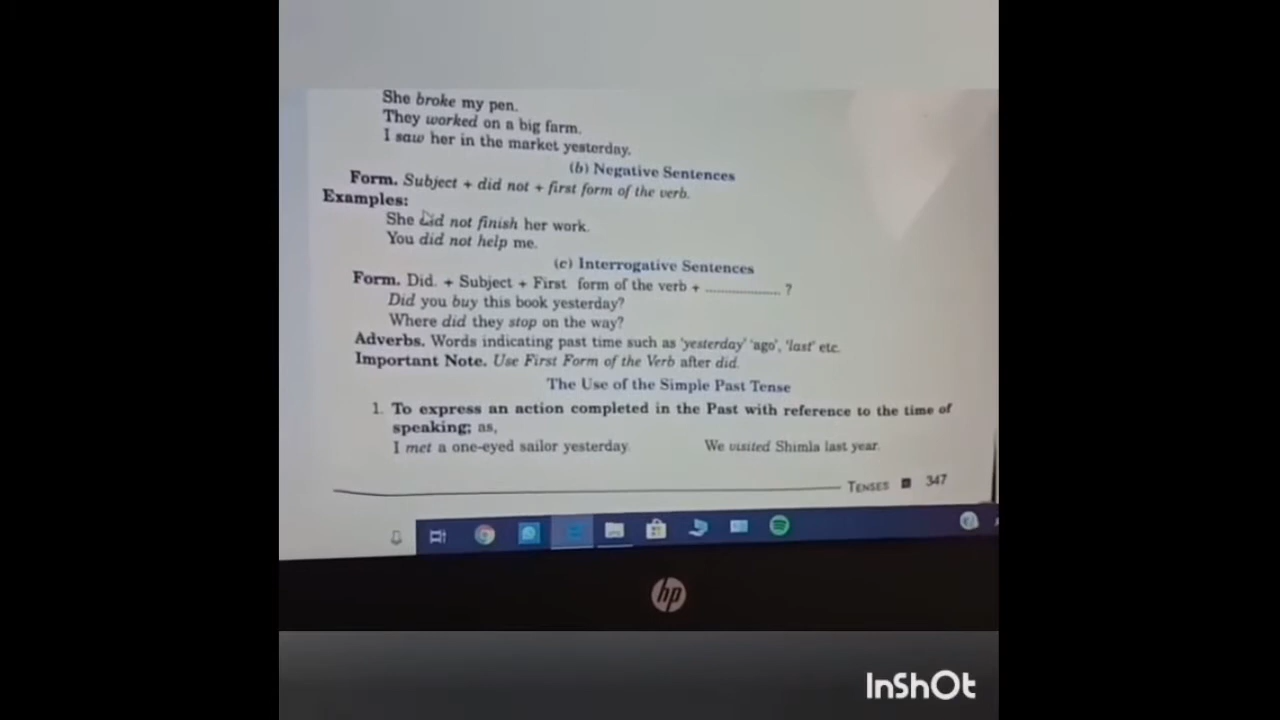 She broke my pen.
They worked on a big farm.
I saw her in the market yesterday.
(b) Negative Sentences
Form. Subject + did not + first form of the verb.
Examples:
She did not finish her work.
You did not help me.
(c) Interrogative Sentences
Form. Did. + Subject + First form of the verb + .................... ?
Did you buy this book yesterday?
Where did they stop on the way?
Adverbs. Words indicating past time such as 'yesterday' 'ago', 'last' etc.
Important Note. Use First Form of the Verb after did.
The Use of the Simple Past Tense
1. To express an action completed in the Past with reference to the time of
speaking; as,
I met a one-eyed sailor yesterday. We visited Shimla last year.
TENSES ■ 347
hp
InShOt